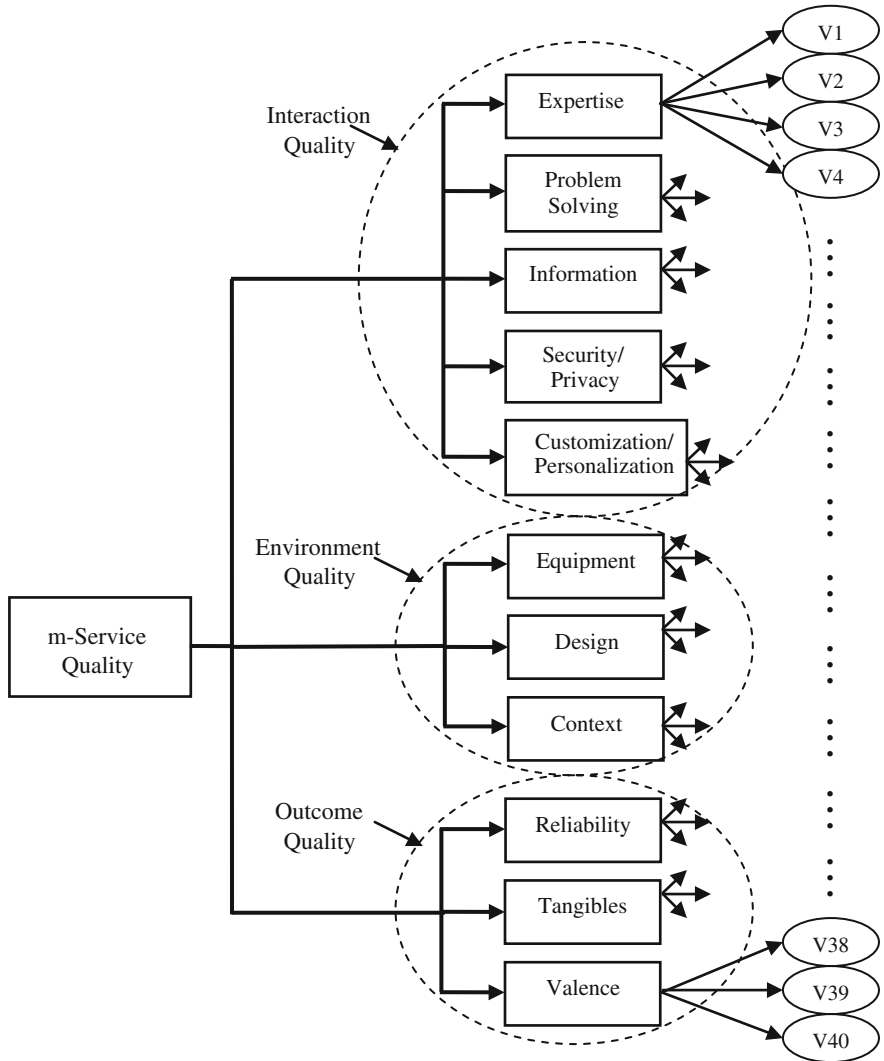 V1
V2
V3
V4
Interaction
Quality
Expertise
Problem
Solving
Information
Security/
Privacy
Customization/
Personalization
Environment
Quality
Equipment
Design
Context
m-Service
Quality
Outcome
Quality
Reliability
Tangibles
Valence
V38
V39
V40